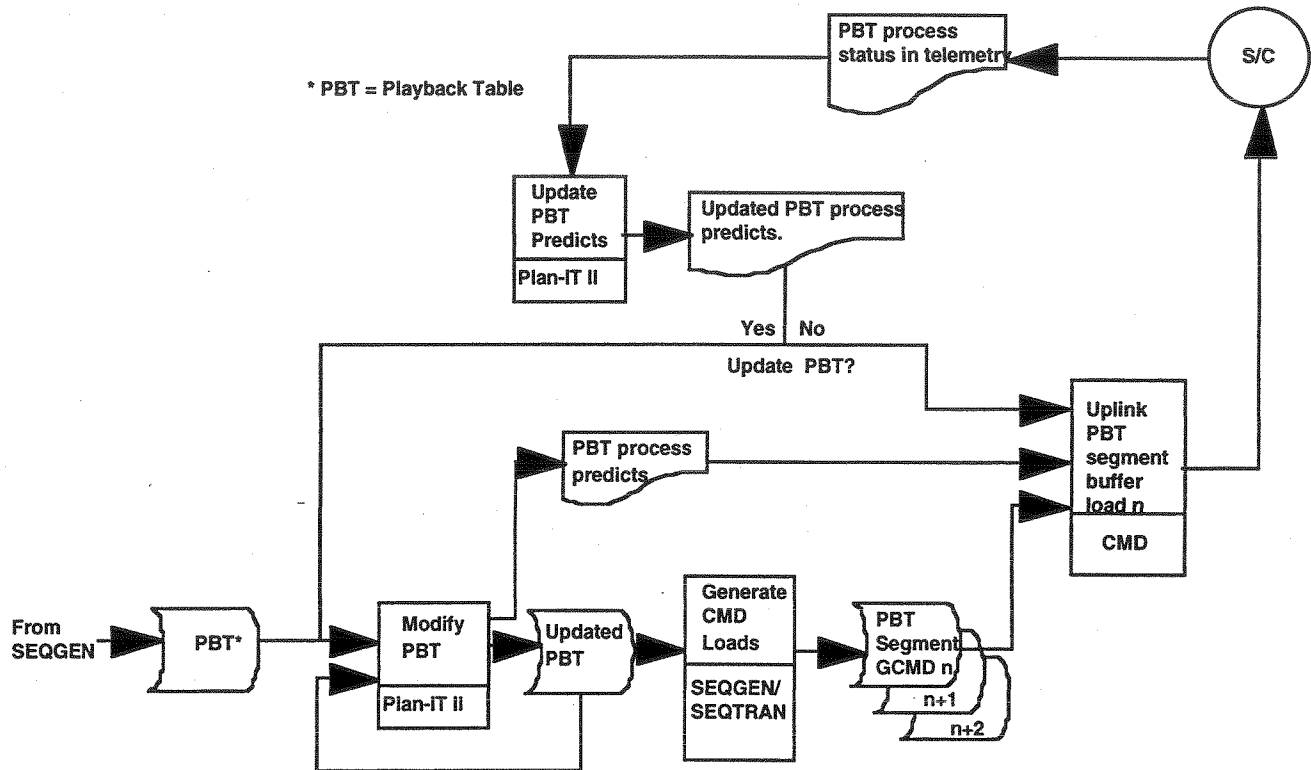 PBT process
status in telemetry
S/C
* PBT = Playback Table
Update
PBT
Predicts
Plan-IT II
Updated PBT process
predicts.
Yes No
Update PBT?
Uplink
PBT
segment
buffer
load n
CMD
PBT process
predicts
From
SEQGEN
PBT*
Modify
PBT
Plan-IT II
Updated
PBT
Generate
CMD
Loads
SEQGEN/
SEQTRAN
PBT
Segment
GCMD n
n+1
n+2